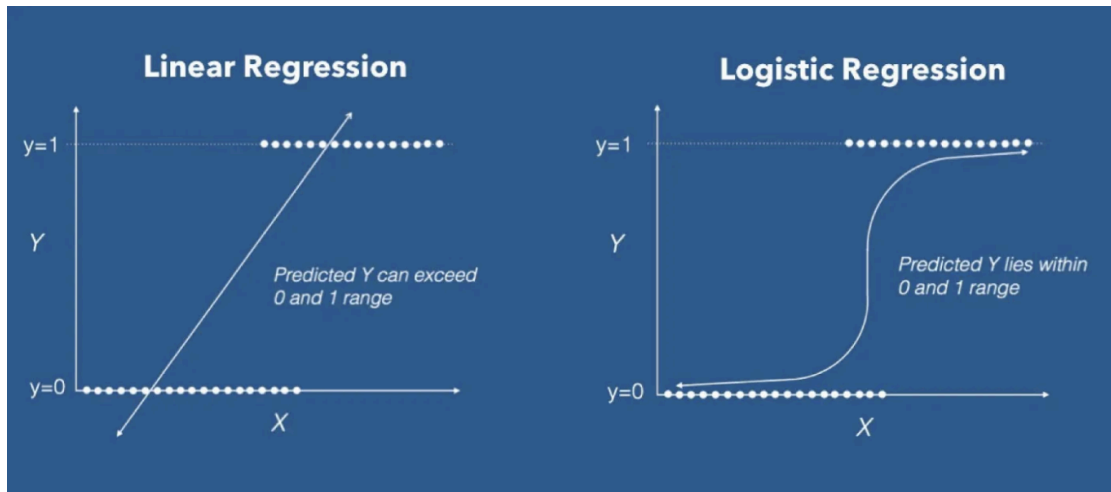 Linear Regression
y=1
Y
Predicted Y can exceed
0 and 1 range
y=0
X
Logistic Regression
y=1
Y
Predicted Y lies within
0 and 1 range
y=0
X